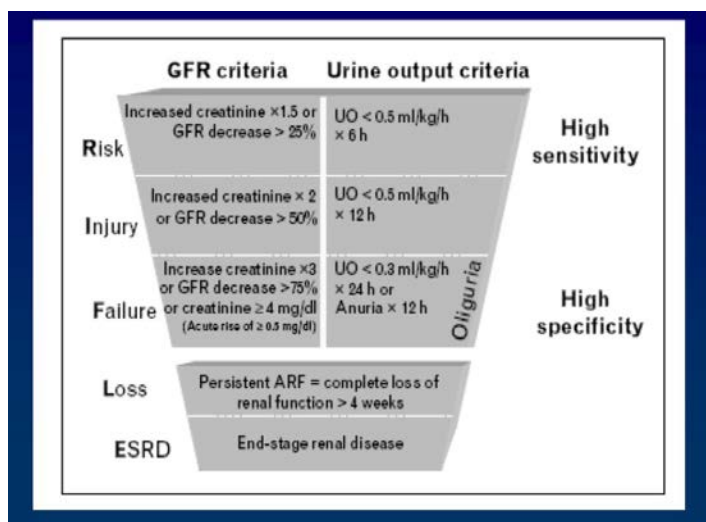 GFR criteria
Urine output criteria
Risk
Increased creatinine ×1.5 or
GFR decrease > 25%
UO < 0.5 ml/kg/h
× 6 h
High
sensitivity
Injury
Increased creatinine × 2
or GFR decrease > 50%
UO < 0.5 ml/kg/h
× 12 h
Failure
Increase creatinine ×3
or GFR decrease >75%
or creatinine ≥ 4 mg/dl
(Acute rise of ≥ 0.5 mg/dl)
UO < 0.3 ml/kg/h
× 24 h or
Anuria × 12 h
Oliguria
High
specificity
Loss
Persistent ARF = complete loss of
renal function > 4 weeks
ESRD
End-stage renal disease